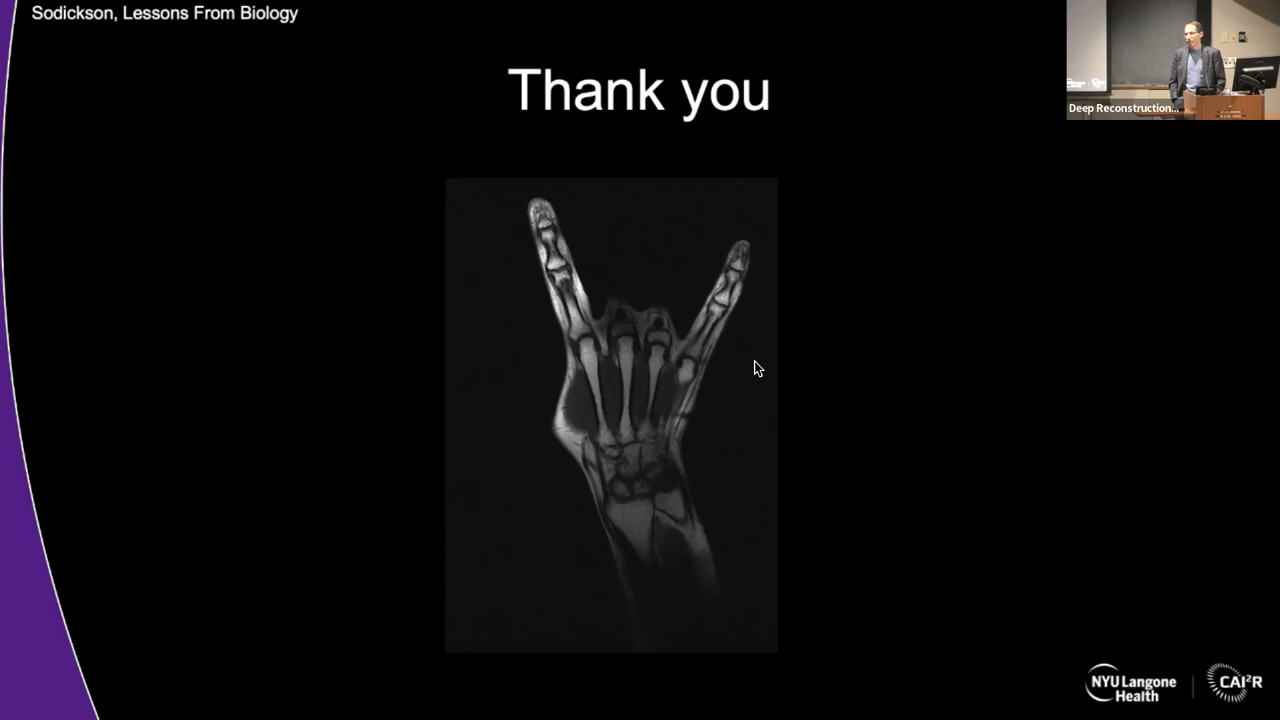 Sodickson, Lessons From Biology
Thank you
Deep Reconstruction...
NYU Langone
Health
CAI²R